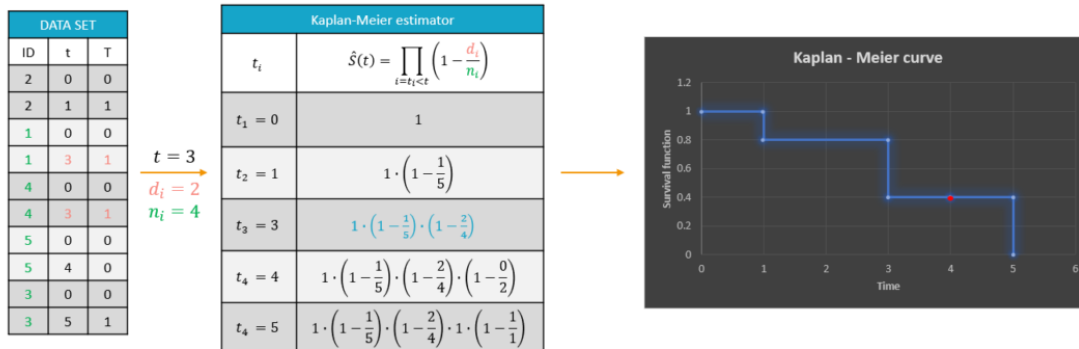 DATA SET
ID t T
2 0 0
2 1 1
1 0 0
1 3 1
4 0 0
4 3 1
5 0 0
5 4 0
3 0 0
3 5 1
t = 3
d_i = 2
n_i = 4
Kaplan-Meier estimator
t_i Ŝ(t) = ∏_{i=t_i<t} (1 − d_i/n_i)
t_1 = 0 1
t_2 = 1 1 · (1 − 1/5)
t_3 = 3 1 · (1 − 1/5) · (1 − 2/4)
t_4 = 4 1 · (1 − 1/5) · (1 − 2/4) · (1 − 0/2)
t_4 = 5 1 · (1 − 1/5) · (1 − 2/4) · 1 · (1 − 1/1)
Kaplan - Meier curve
Survival function
1.2
1
0.8
0.6
0.4
0.2
0
0 1 2 3 4 5 6
Time